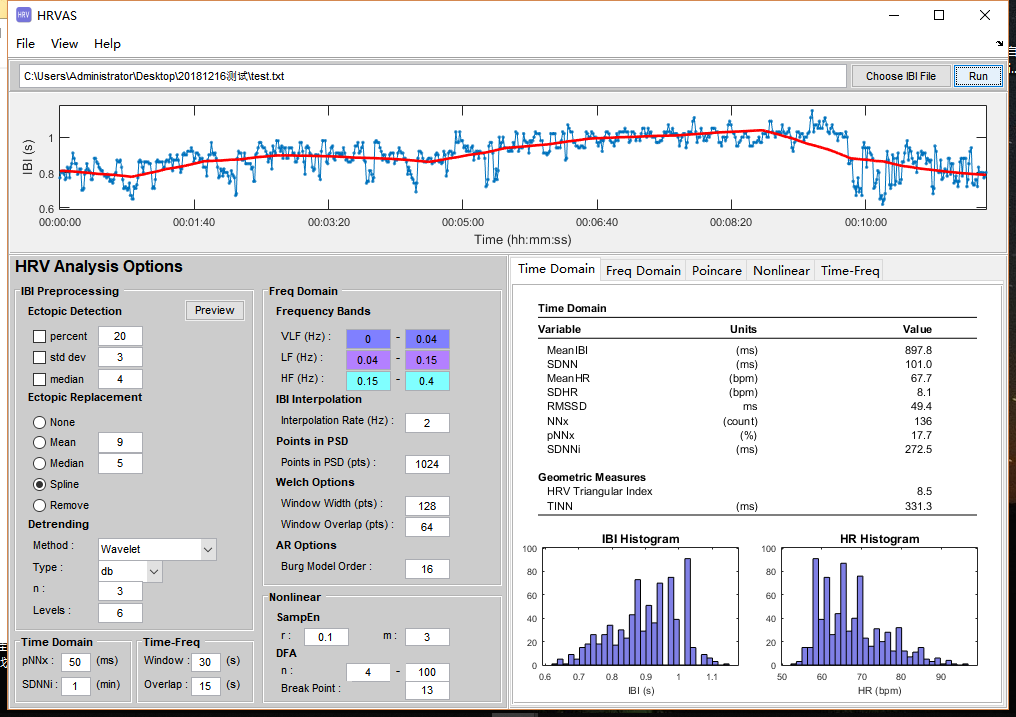 HRV HRVAS
File View Help
C:\Users\Administrator\Desktop\20181216测试\test.txt Choose IBI File Run
1
0.8
0.6
IBI (s)
00:00:00 00:01:40 00:03:20 00:05:00 00:06:40 00:08:20 00:10:00
Time (hh:mm:ss)
HRV Analysis Options
IBI Preprocessing
Ectopic Detection Preview
percent 20
std dev 3
median 4
Ectopic Replacement
None
Mean 9
Median 5
Spline
Remove
Detrending
Method : Wavelet
Type : db
n : 3
Levels : 6
Time Domain
pNNx : 50 (ms)
SDNNi : 1 (min)
Time-Freq
Window : 30 (s)
Overlap : 15 (s)
Freq Domain
Frequency Bands
VLF (Hz) : 0 - 0.04
LF (Hz) : 0.04 - 0.15
HF (Hz) : 0.15 - 0.4
IBI Interpolation
Interpolation Rate (Hz) : 2
Points in PSD
Points in PSD (pts) : 1024
Welch Options
Window Width (pts) : 128
Window Overlap (pts) : 64
AR Options
Burg Model Order : 16
Nonlinear
SampEn
r : 0.1 m : 3
DFA
n : 4 - 100
Break Point : 13
Time Domain Freq Domain Poincare Nonlinear Time-Freq
Time Domain
Variable Units Value
MeanIBI (ms) 897.8
SDNN (ms) 101.0
MeanHR (bpm) 67.7
SDHR (bpm) 8.1
RMSSD ms 49.4
NNx (count) 136
pNNx (%) 17.7
SDNNi (ms) 272.5
Geometric Measures
HRV Triangular Index 8.5
TINN (ms) 331.3
IBI Histogram
100
80
60
40
20
0
0.6 0.7 0.8 0.9 1 1.1
IBI (s)
HR Histogram
100
80
60
40
20
0
50 60 70 80 90
HR (bpm)